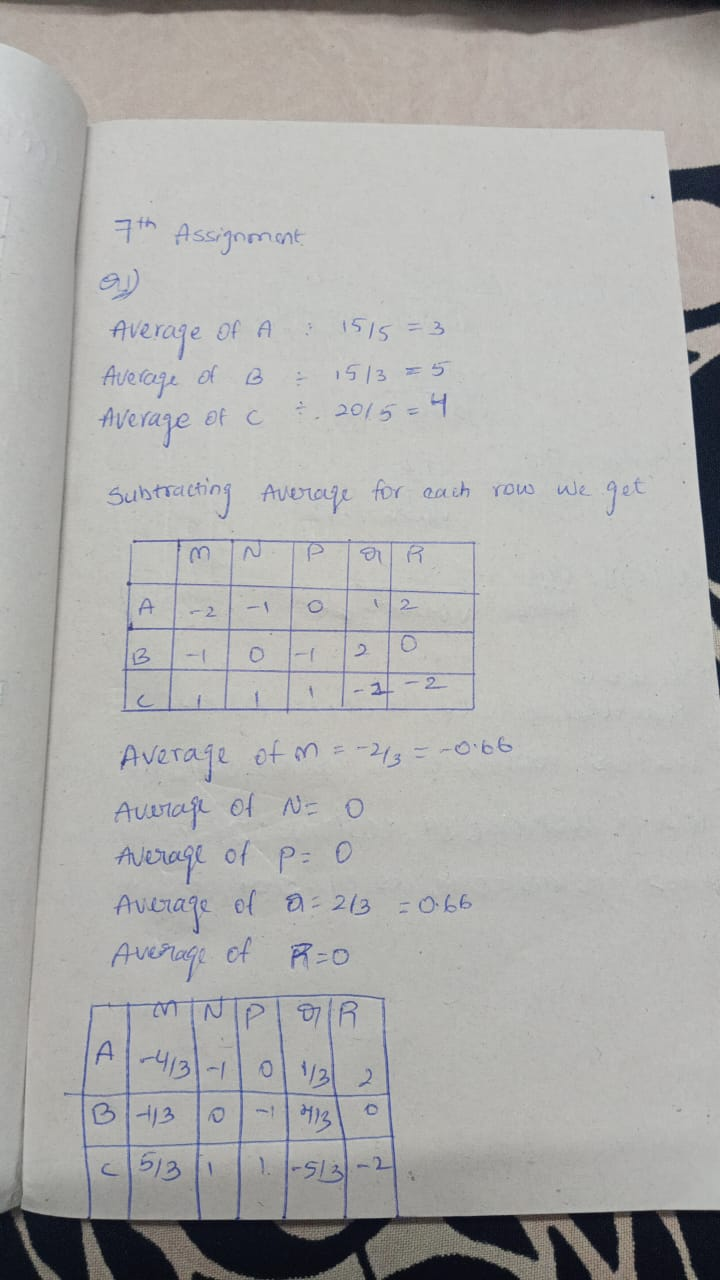 7th Assignment
Q1)
Average of A : 15/5 = 3
Average of B ÷ 15/3 = 5
Average of C ÷. 20/5 = 4
Subtracting Average for each row we get
M N P Q R
A -2 -1 0 1 2
B -1 0 -1 2 0
C 1 1 1 -1 -2
Average of M = -2/3 = -0.66
Average of N = 0
Average of P = 0
Average of Q = 2/3 = 0.66
Average of R = 0
M N P Q R
A -4/3 -1 0 1/3 2
B -1/3 0 -1 4/3 0
C 5/3 1 1. -5/3 -2